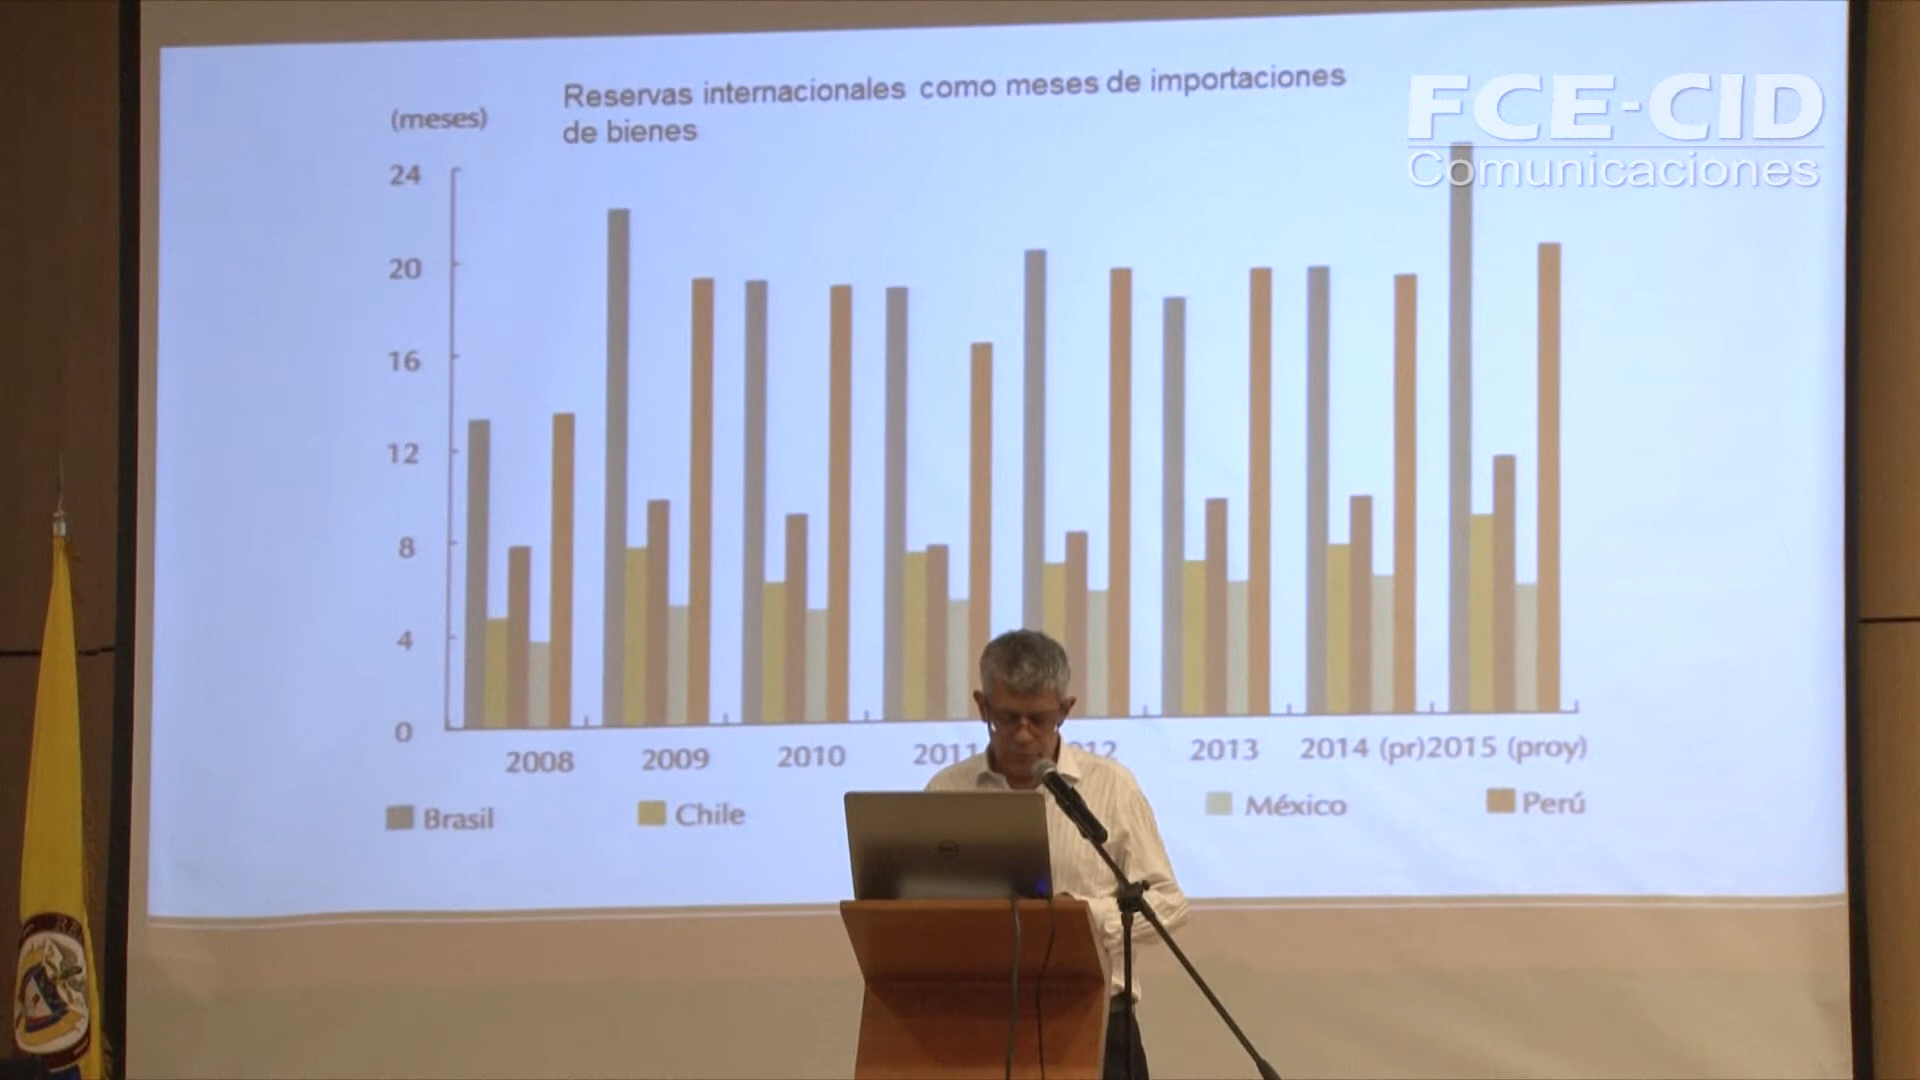 FCE-CID
Comunicaciones
Reservas internacionales como meses de importaciones
de bienes
(meses)
24
20
16
12
8
4
0
2008 2009 2010 2011 2013 2014 (pr) 2015 (proy)
Brasil Chile México Perú